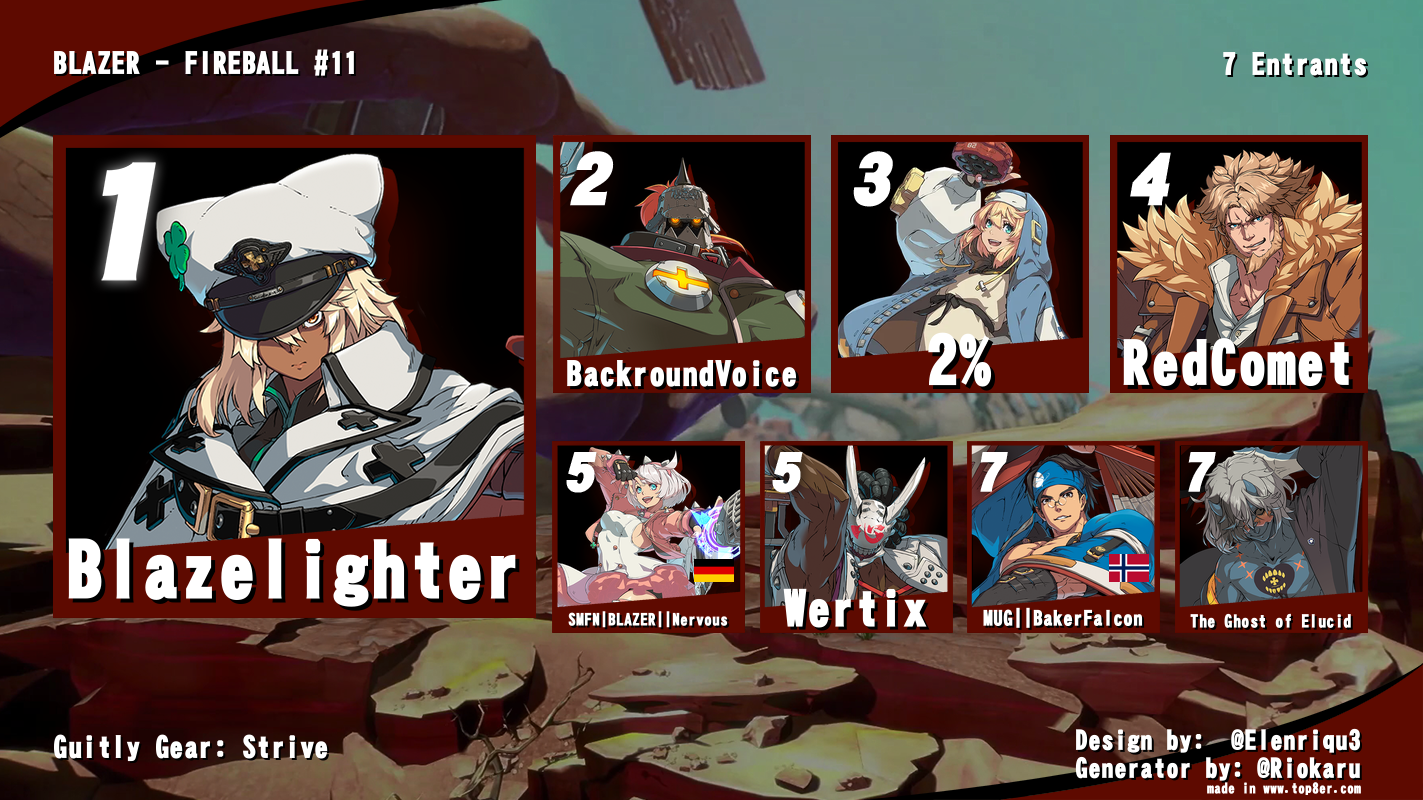 BLAZER - FIREBALL #11
7 Entrants
1
Blazelighter
2
BackroundVoice
3
2%
4
RedComet
5
SMFN|BLAZER||Nervous
5
Wertix
7
MUG||BakerFalcon
7
The Ghost of Elucid
Guitly Gear: Strive
Design by: @Elenriqu3
Generator by: @Riokaru
made in www.top8er.com